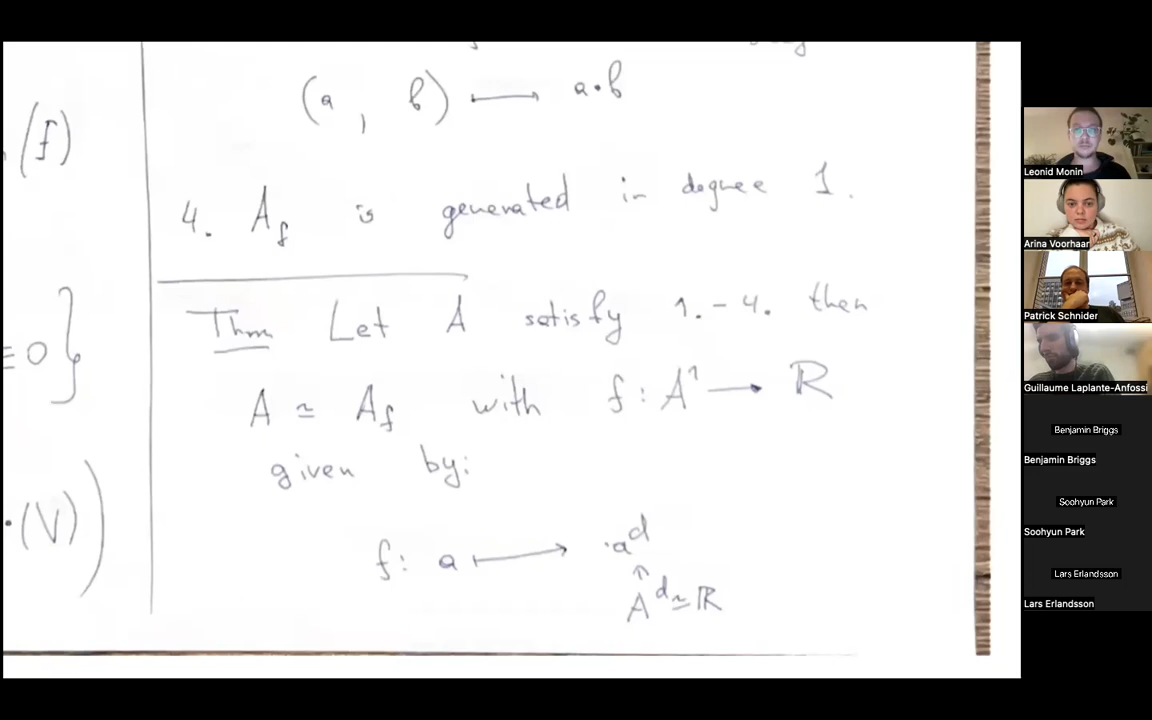 (a , b) ⟼ a·b
(f)
4. A_f is generated in degree 1.
Thm Let A satisfy 1.-4. then
≡0}
A ≃ A_f with f: A¹ → ℝ
given by:
·(V))
f: a ⟼ ·a^d
↑
A^d ≃ ℝ
Leonid Monin
Arina Voorhaar
Patrick Schnider
Guillaume Laplante-Anfossi
Benjamin Briggs
Benjamin Briggs
Soohyun Park
Soohyun Park
Lars Erlandsson
Lars Erlandsson